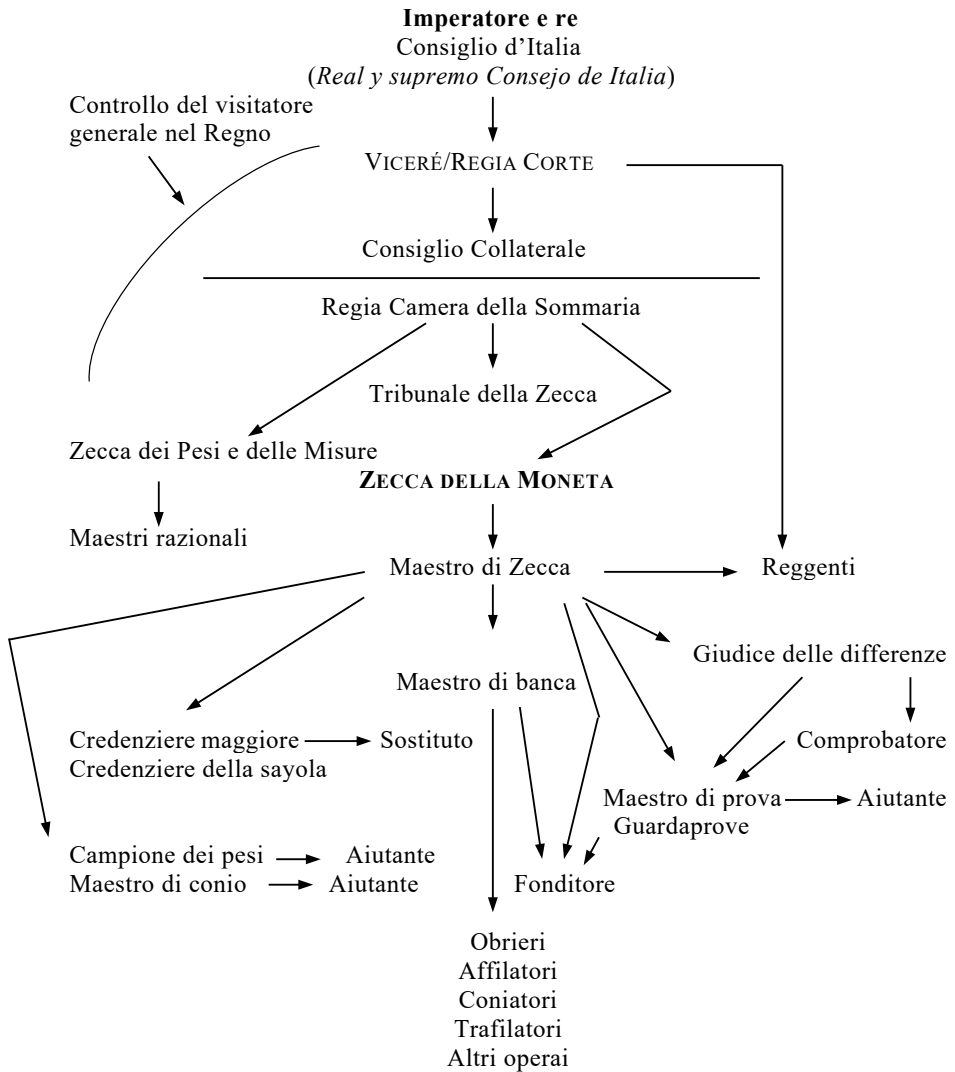 Imperatore e re
Consiglio d’Italia
(Real y supremo Consejo de Italia)
Controllo del visitatore
generale nel Regno
VICERÉ/REGIA CORTE
Consiglio Collaterale
Regia Camera della Sommaria
Tribunale della Zecca
Zecca dei Pesi e delle Misure
ZECCA DELLA MONETA
Maestri razionali
Maestro di Zecca
Reggenti
Giudice delle differenze
Maestro di banca
Credenziere maggiore
Sostituto
Comprobatore
Credenziere della sayola
Maestro di prova
Aiutante
Guardaprove
Campione dei pesi
Aiutante
Maestro di conio
Aiutante
Fonditore
Obrieri
Affilatori
Coniatori
Trafilatori
Altri operai